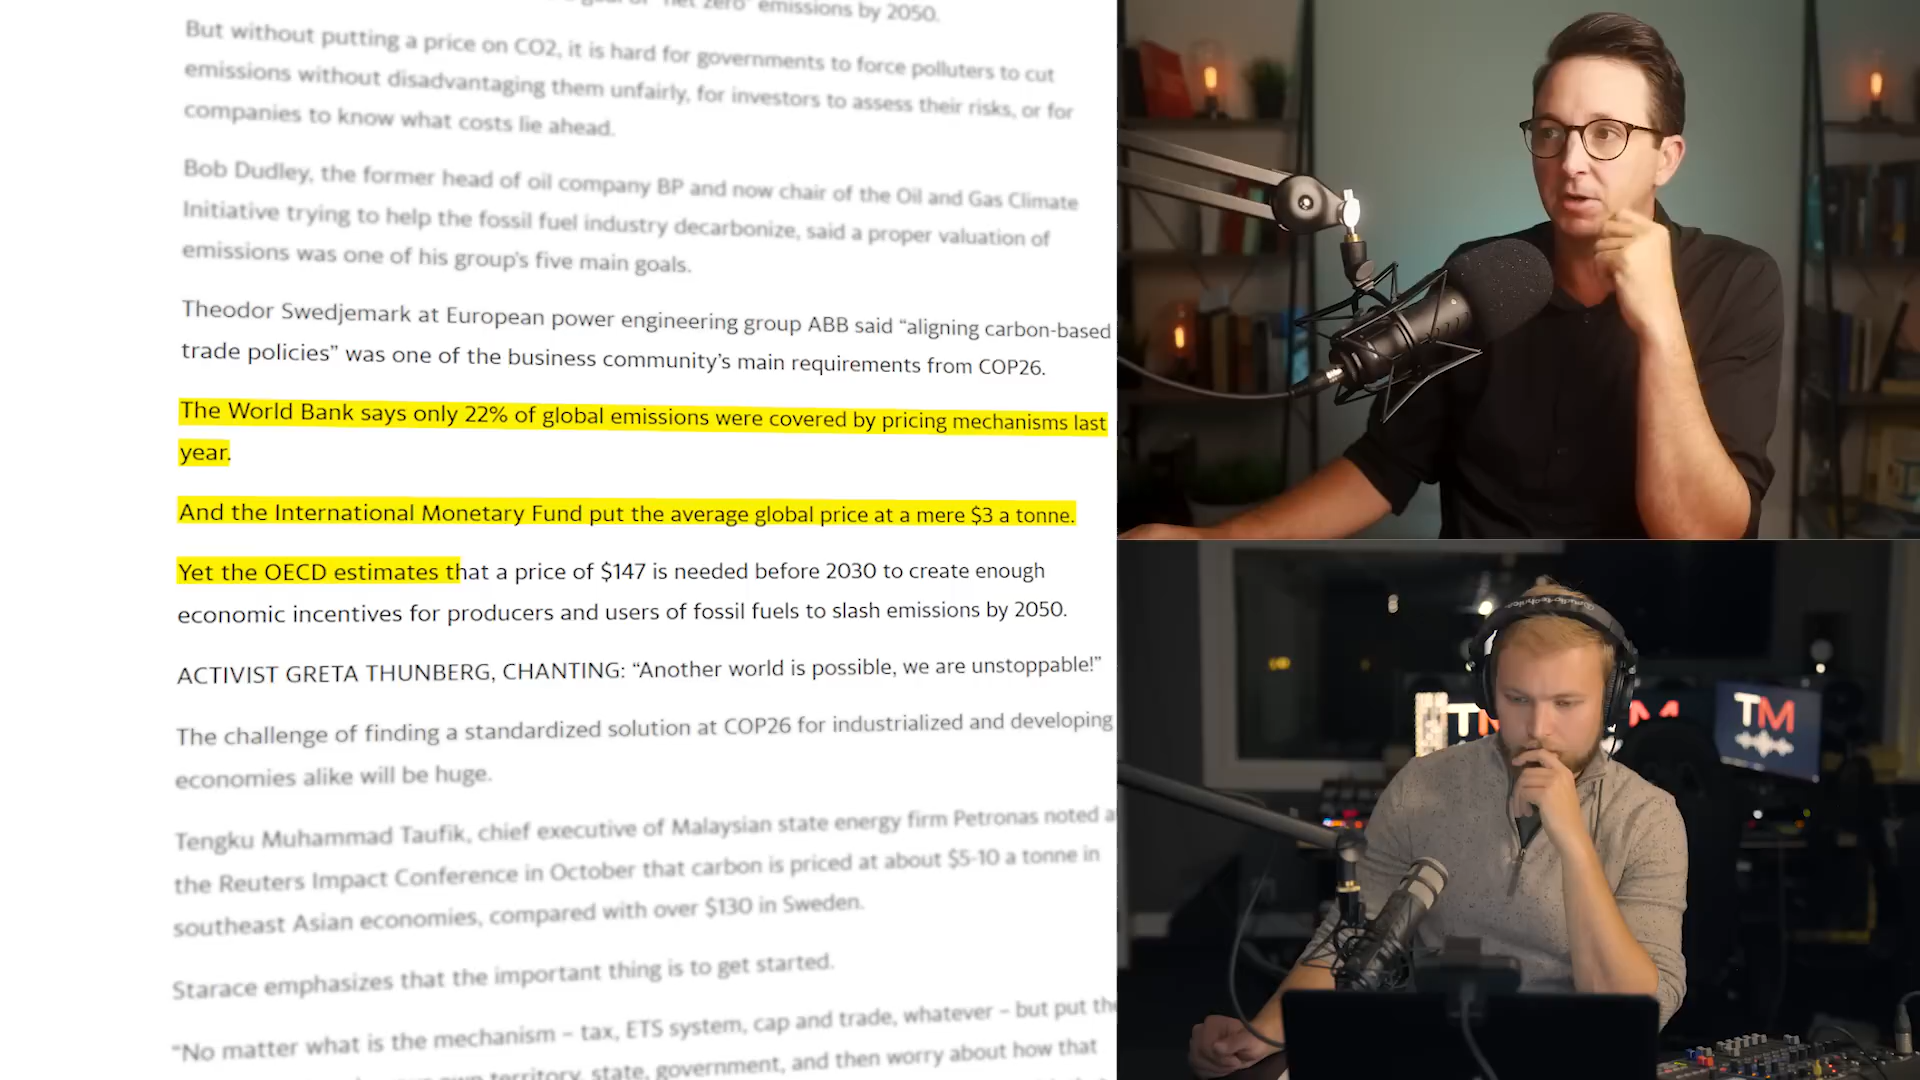 "net zero" emissions by 2050.
But without putting a price on CO2, it is hard for governments to force polluters to cut
emissions without disadvantaging them unfairly, for investors to assess their risks, or for
companies to know what costs lie ahead.
Bob Dudley, the former head of oil company BP and now chair of the Oil and Gas Climate
Initiative trying to help the fossil fuel industry decarbonize, said a proper valuation of
emissions was one of his group's five main goals.
Theodor Swedjemark at European power engineering group ABB said “aligning carbon-based
trade policies” was one of the business community's main requirements from COP26.
The World Bank says only 22% of global emissions were covered by pricing mechanisms last
year.
And the International Monetary Fund put the average global price at a mere $3 a tonne.
Yet the OECD estimates that a price of $147 is needed before 2030 to create enough
economic incentives for producers and users of fossil fuels to slash emissions by 2050.
ACTIVIST GRETA THUNBERG, CHANTING: “Another world is possible, we are unstoppable!”
The challenge of finding a standardized solution at COP26 for industrialized and developing
economies alike will be huge.
Tengku Muhammad Taufik, chief executive of Malaysian state energy firm Petronas noted a
the Reuters Impact Conference in October that carbon is priced at about $5-10 a tonne in
southeast Asian economies, compared with over $130 in Sweden.
Starace emphasizes that the important thing is to get started.
“No matter what is the mechanism – tax, ETS system, cap and trade, whatever – but put the
own territory, state, government, and then worry about how that
audio-technica
TM
M
TM